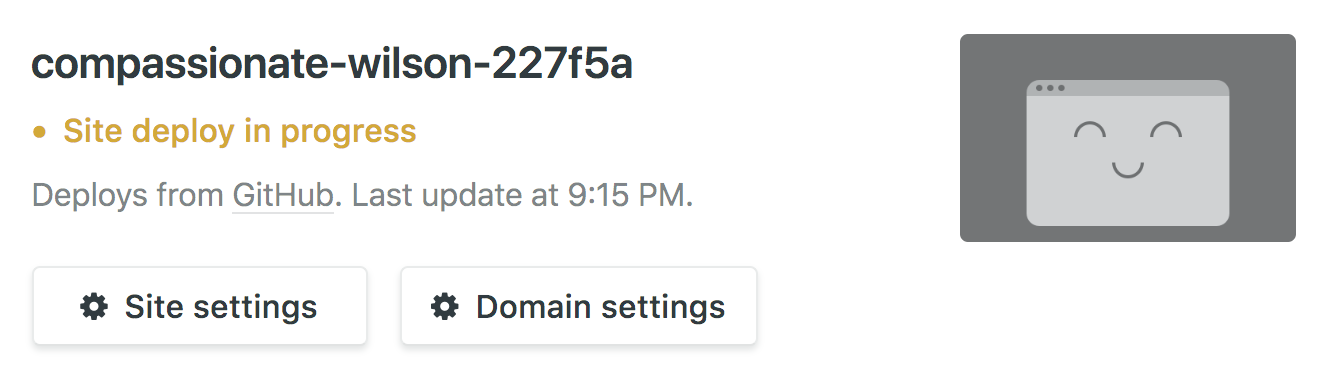 compassionate-wilson-227f5a
• Site deploy in progress
Deploys from GitHub. Last update at 9:15 PM.
Site settings
Domain settings